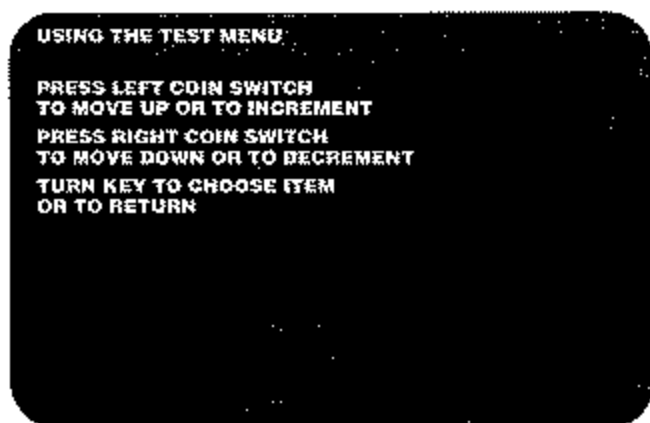 USING THE TEST MENU
PRESS LEFT COIN SWITCH
TO MOVE UP OR TO INCREMENT
PRESS RIGHT COIN SWITCH
TO MOVE DOWN OR TO DECREMENT
TURN KEY TO CHOOSE ITEM
OR TO RETURN